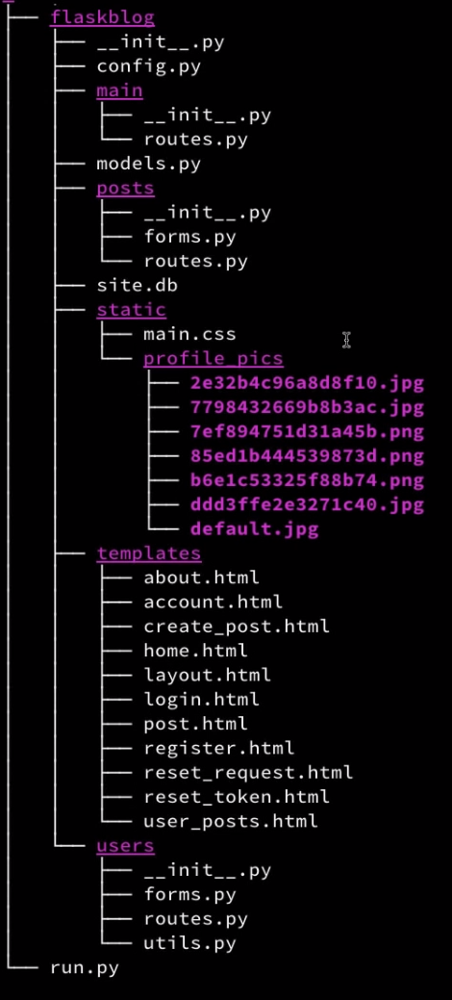 flaskblog
__init__.py
config.py
main
__init__.py
routes.py
models.py
posts
__init__.py
forms.py
routes.py
site.db
static
main.css
profile_pics
2e32b4c96a8d8f10.jpg
7798432669b8b3ac.jpg
7ef894751d31a45b.png
85ed1b444539873d.png
b6e1c53325f88b74.png
ddd3ffe2e3271c40.jpg
default.jpg
templates
about.html
account.html
create_post.html
home.html
layout.html
login.html
post.html
register.html
reset_request.html
reset_token.html
user_posts.html
users
__init__.py
forms.py
routes.py
utils.py
run.py